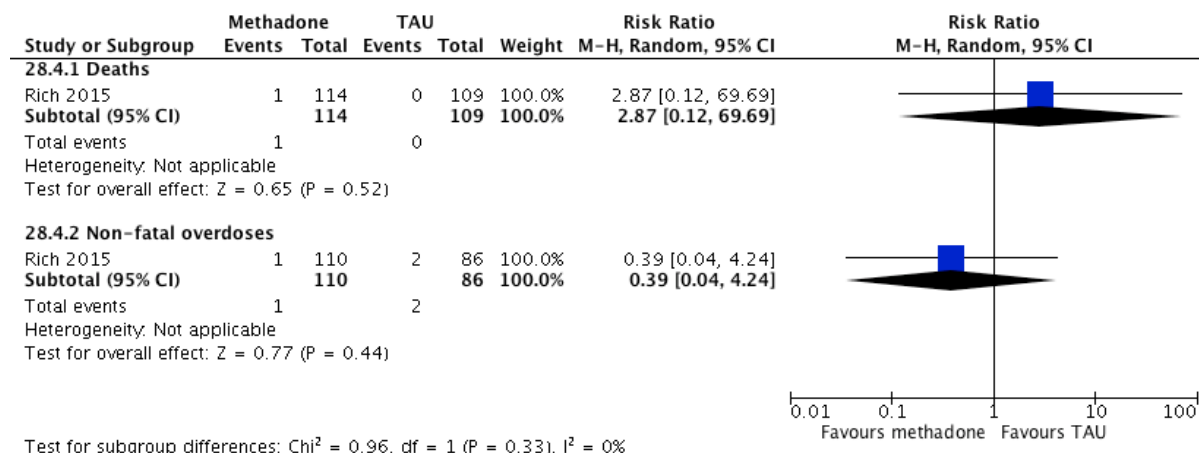 Methadone TAU Risk Ratio Risk Ratio
Study or Subgroup Events Total Events Total Weight M-H, Random, 95% CI M-H, Random, 95% CI
28.4.1 Deaths
Rich 2015 1 114 0 109 100.0% 2.87 [0.12, 69.69]
Subtotal (95% CI) 114 109 100.0% 2.87 [0.12, 69.69]
Total events 1 0
Heterogeneity: Not applicable
Test for overall effect: Z = 0.65 (P = 0.52)
28.4.2 Non-fatal overdoses
Rich 2015 1 110 2 86 100.0% 0.39 [0.04, 4.24]
Subtotal (95% CI) 110 86 100.0% 0.39 [0.04, 4.24]
Total events 1 2
Heterogeneity: Not applicable
Test for overall effect: Z = 0.77 (P = 0.44)
0.01 0.1 1 10 100
Favours methadone Favours TAU
Test for subgroup differences: Chi² = 0.96, df = 1 (P = 0.33), I² = 0%